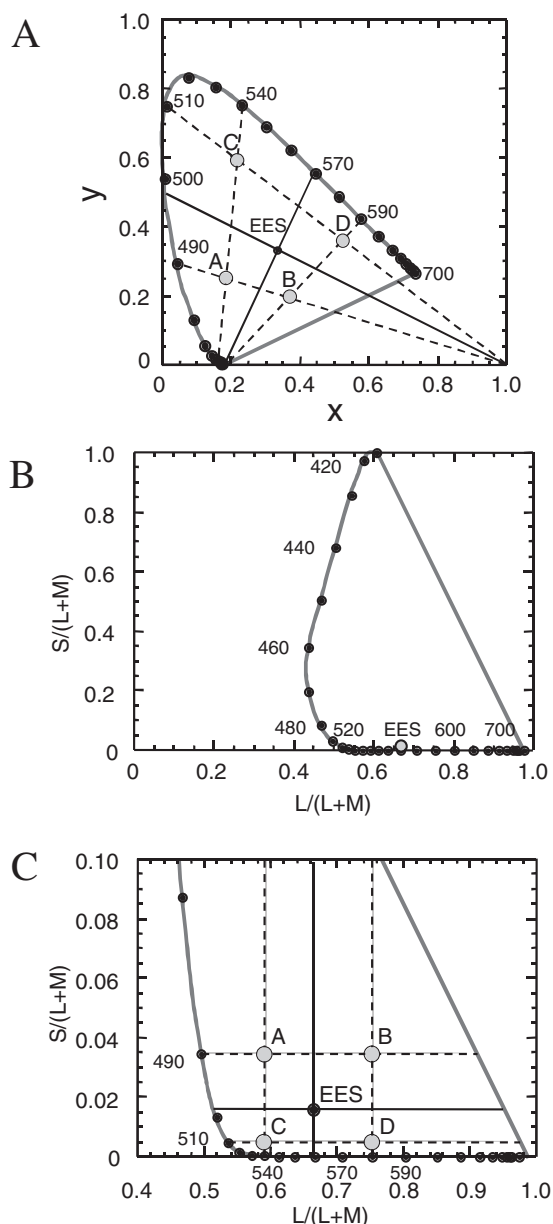 A
1.0
0.8
0.6
0.4
0.2
0
y
510
540
C
500
570
EES
590
D
490
A
B
700
0 0.2 0.4 0.6 0.8 1.0
x
B
1.0
0.8
0.6
0.4
0.2
0
S/(L+M)
420
440
460
480 520 EES 600 700
0 0.2 0.4 0.6 0.8 1.0
L/(L+M)
C
0.10
0.08
0.06
0.04
0.02
0
S/(L+M)
A B
490
EES
C D
510
540 570 590
0.4 0.5 0.6 0.7 0.8 0.9 1.0
L/(L+M)